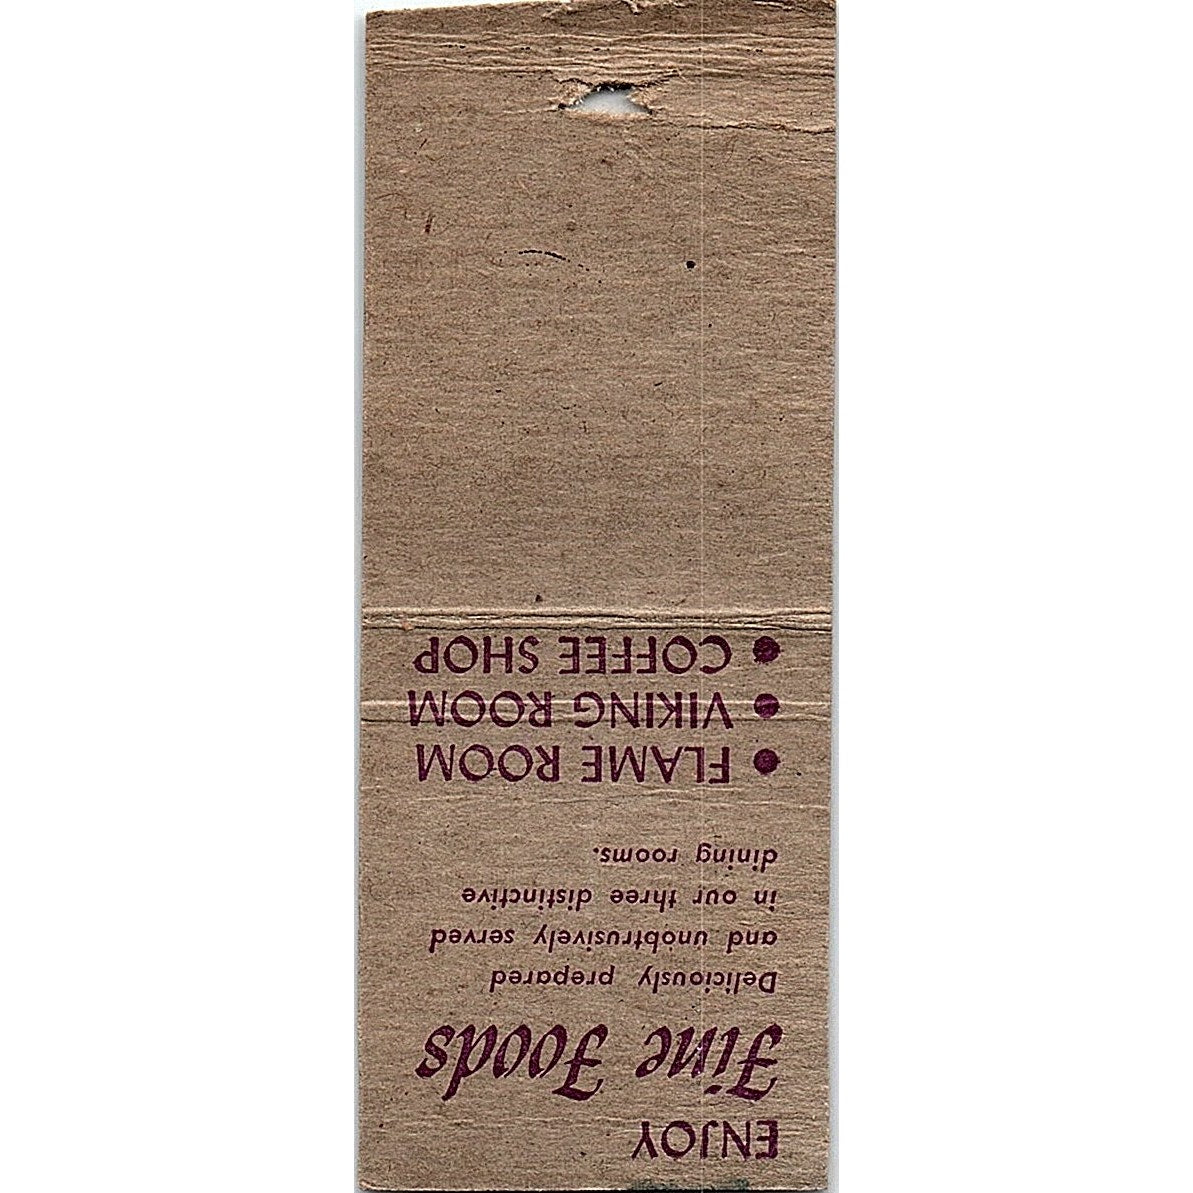 ENJOY
Fine Foods
Deliciously prepared
and unobtrusively served
in our three distinctive
dining rooms.
• FLAME ROOM
• VIKING ROOM
• COFFEE SHOP